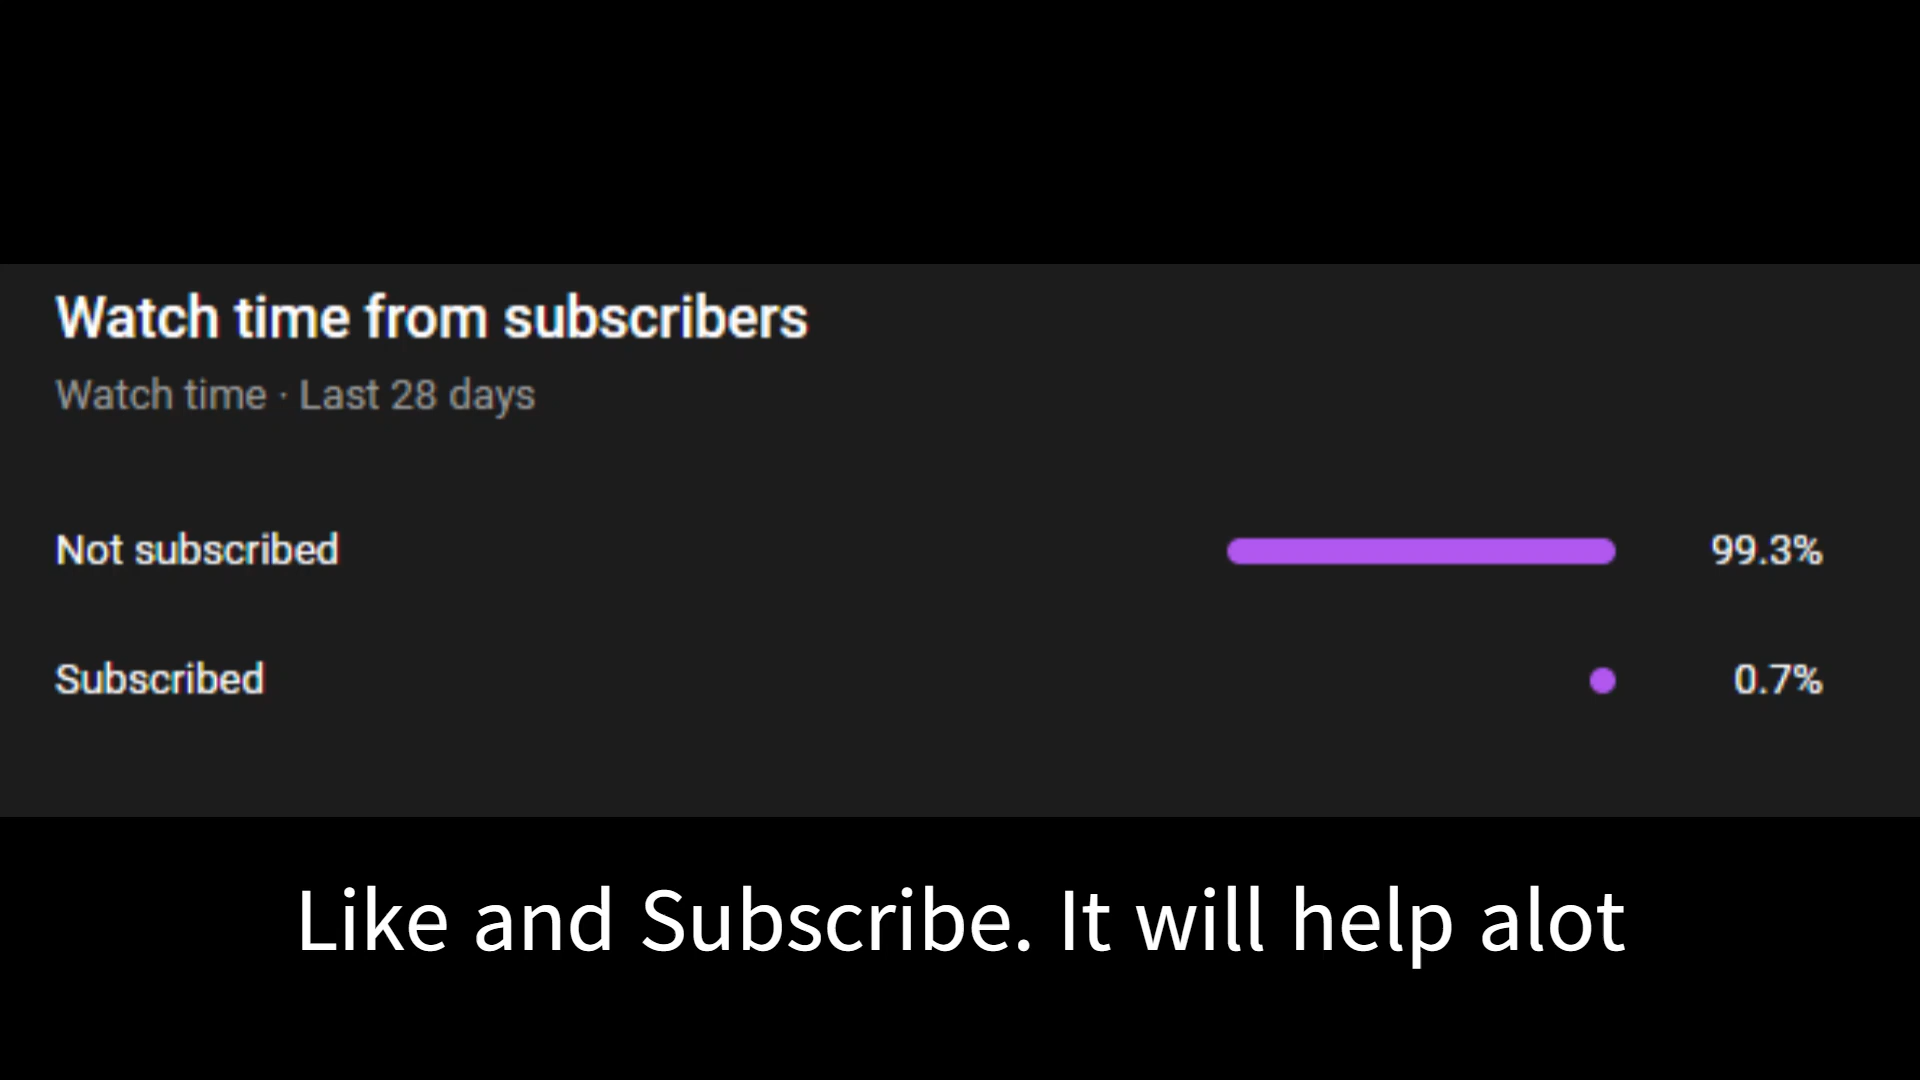 Watch time from subscribers
Watch time · Last 28 days
Not subscribed 99.3%
Subscribed 0.7%
Like and Subscribe. It will help alot